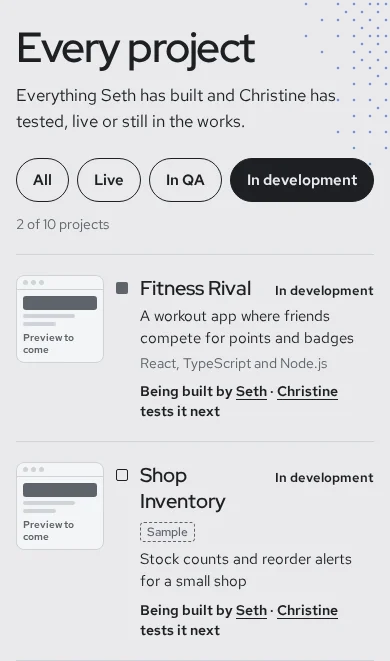 Every project
Everything Seth has built and Christine has
tested, live or still in the works.
All
Live
In QA
In development
2 of 10 projects
Preview to
come
Fitness Rival
In development
A workout app where friends
compete for points and badges
React, TypeScript and Node.js
Being built by Seth · Christine
tests it next
Preview to
come
Shop
Inventory
In development
Sample
Stock counts and reorder alerts
for a small shop
Being built by Seth · Christine
tests it next